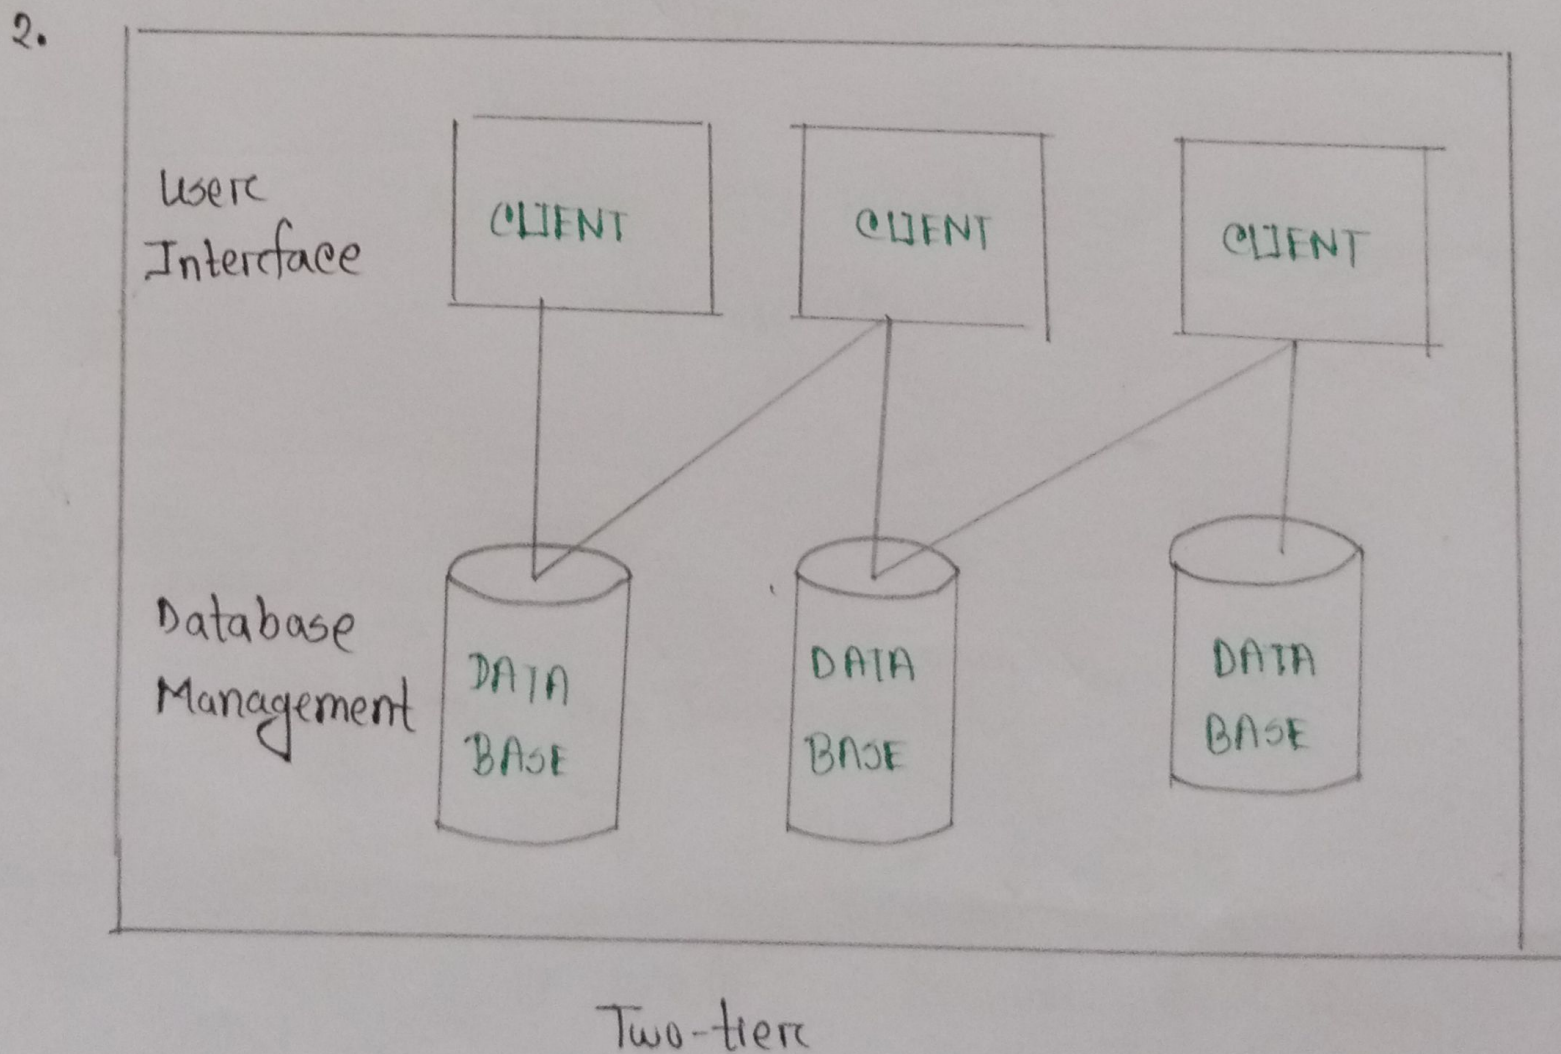 2.
User
Interface
CLIENT
CLIENT
CLIENT
Database
Management
DATA
BASE
DATA
BASE
DATA
BASE
Two-tier